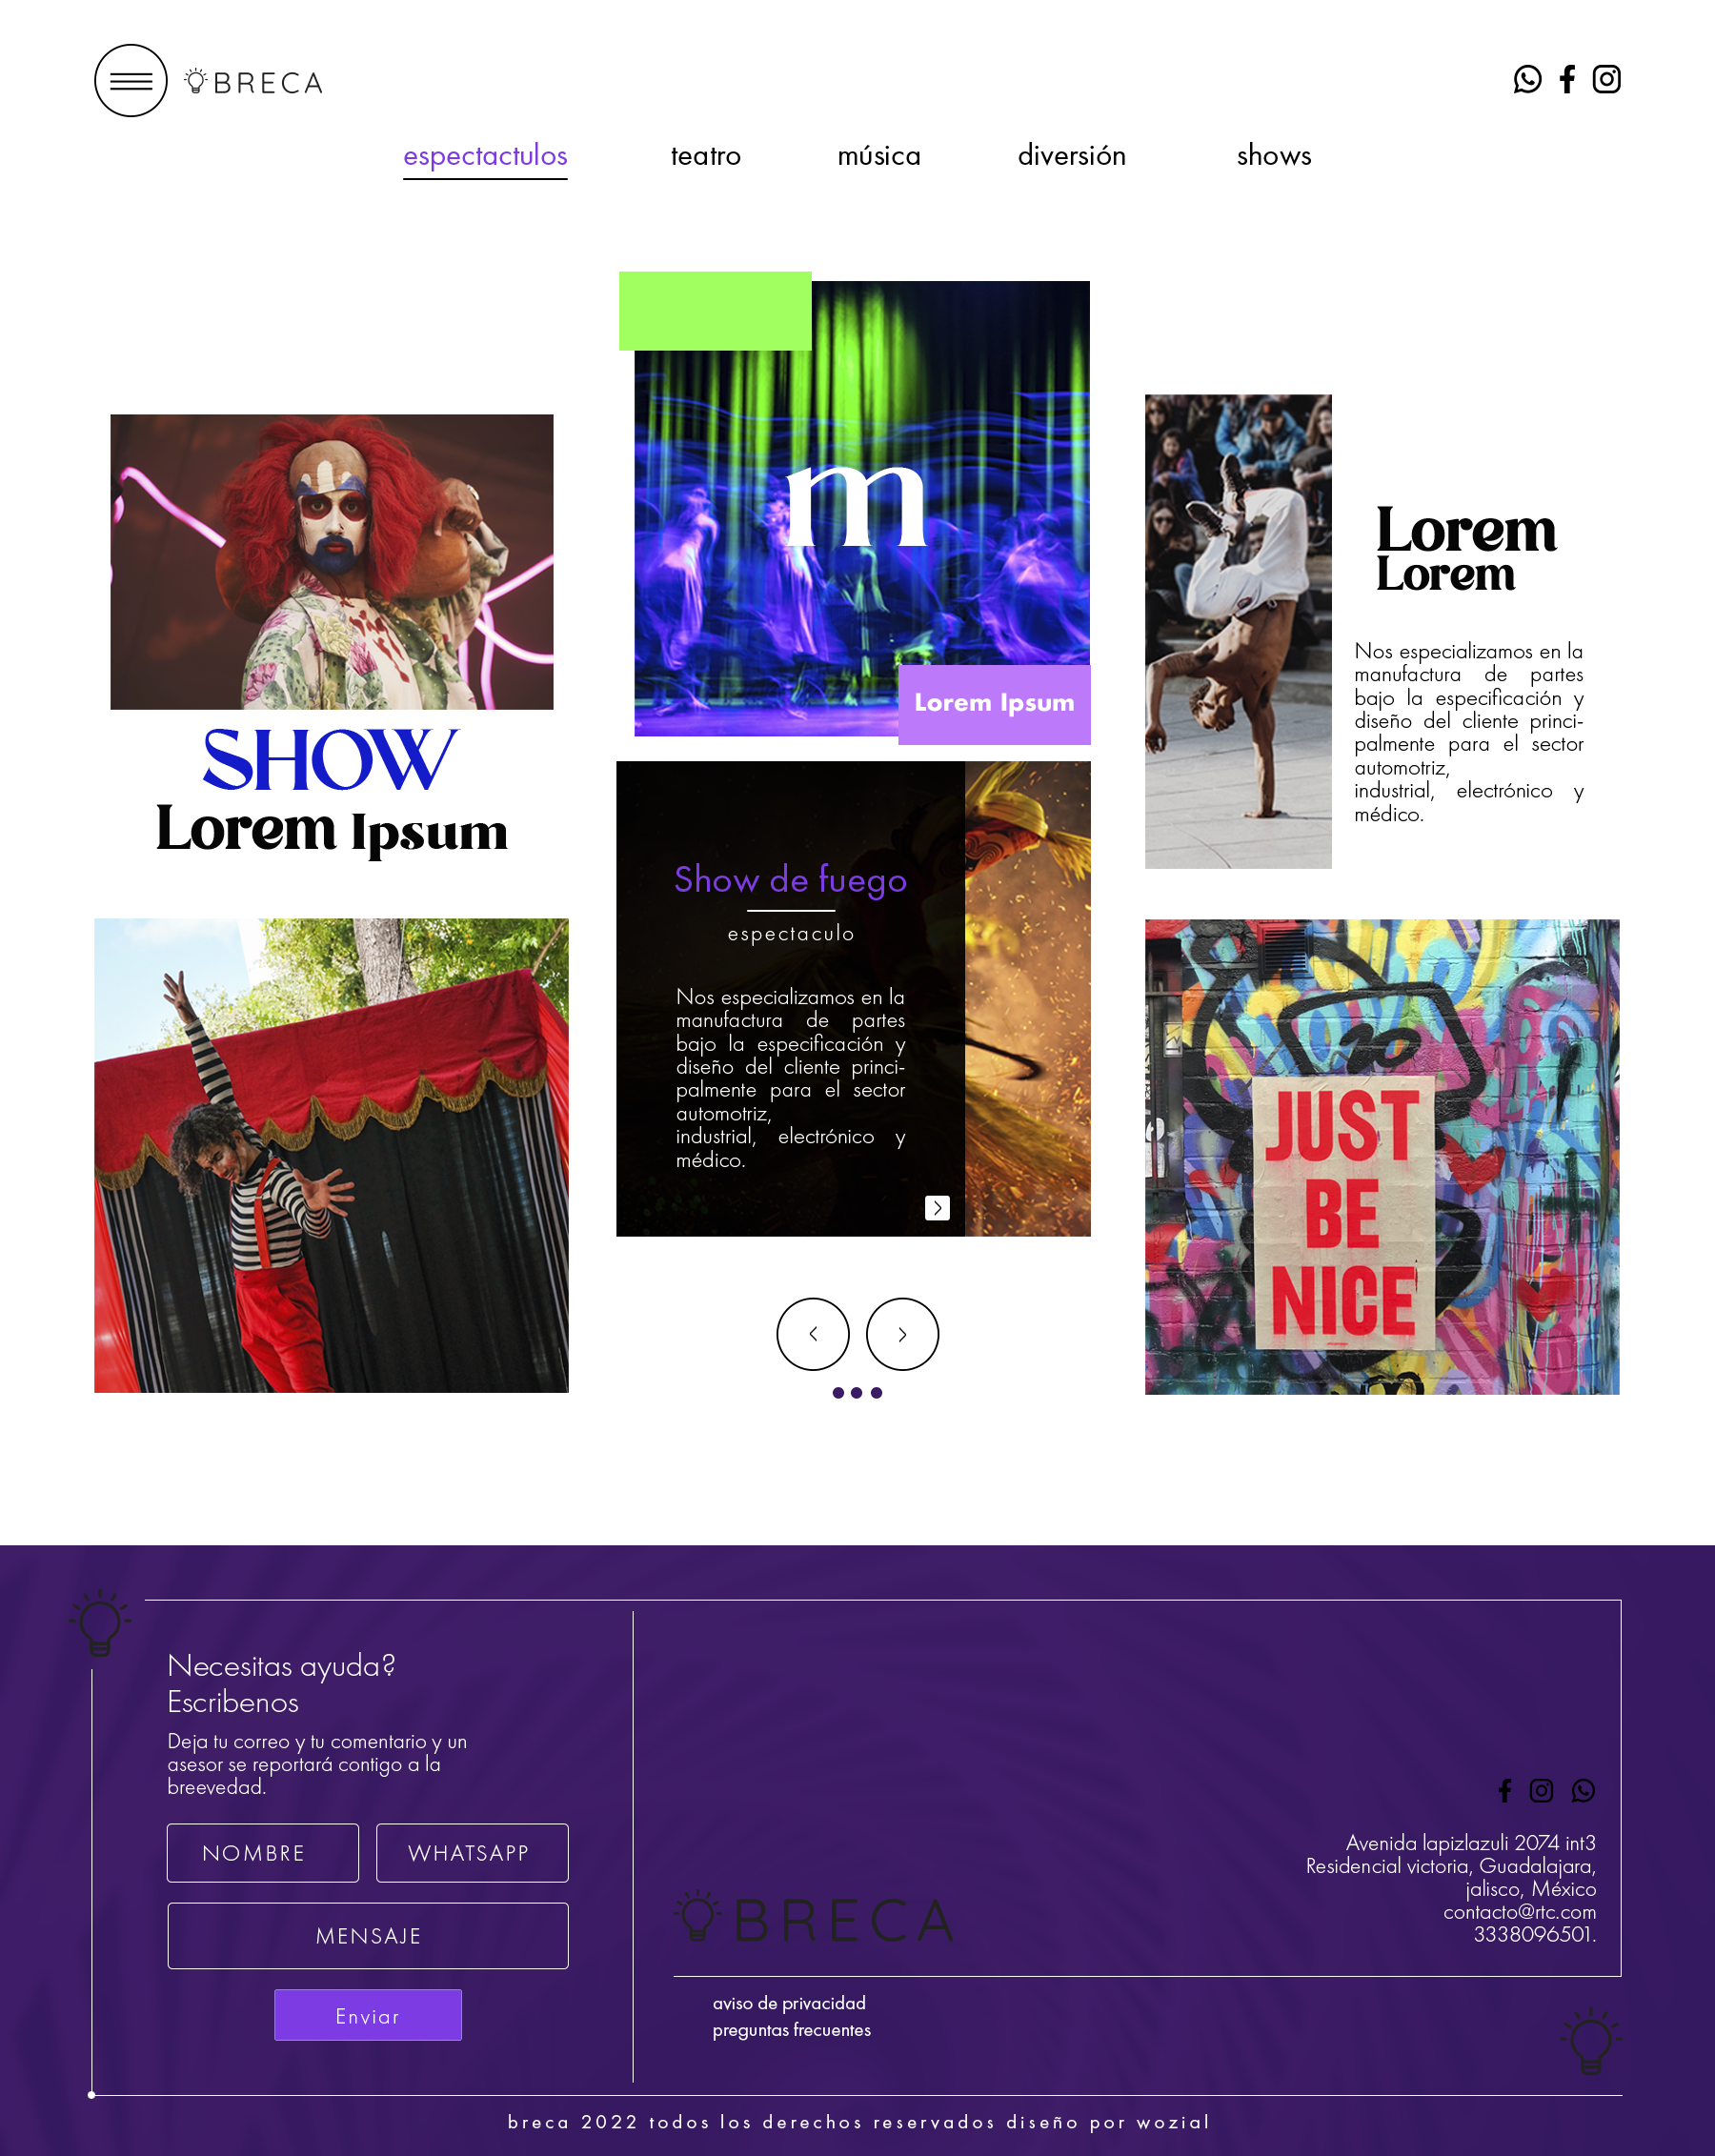 BRECA
espectactulos
teatro
música
diversión
shows
SHOW
Lorem Ipsum
m
Lorem Ipsum
Lorem
Lorem
Nos especializamos en la
manufactura de partes
bajo la especificación y
diseño del cliente princi-
palmente para el sector
automotriz,
industrial, electrónico y
médico.
Show de fuego
espectaculo
Nos especializamos en la
manufactura de partes
bajo la especificación y
diseño del cliente princi-
palmente para el sector
automotriz,
industrial, electrónico y
médico.
JUST
BE
NICE
Necesitas ayuda?
Escribenos
Deja tu correo y tu comentario y un
asesor se reportará contigo a la
breevedad.
NOMBRE
WHATSAPP
MENSAJE
Enviar
BRECA
Avenida lapizlazuli 2074 int3
Residencial victoria, Guadalajara,
jalisco, México
contacto@rtc.com
3338096501.
aviso de privacidad
preguntas frecuentes
breca 2022 todos los derechos reservados diseño por wozial